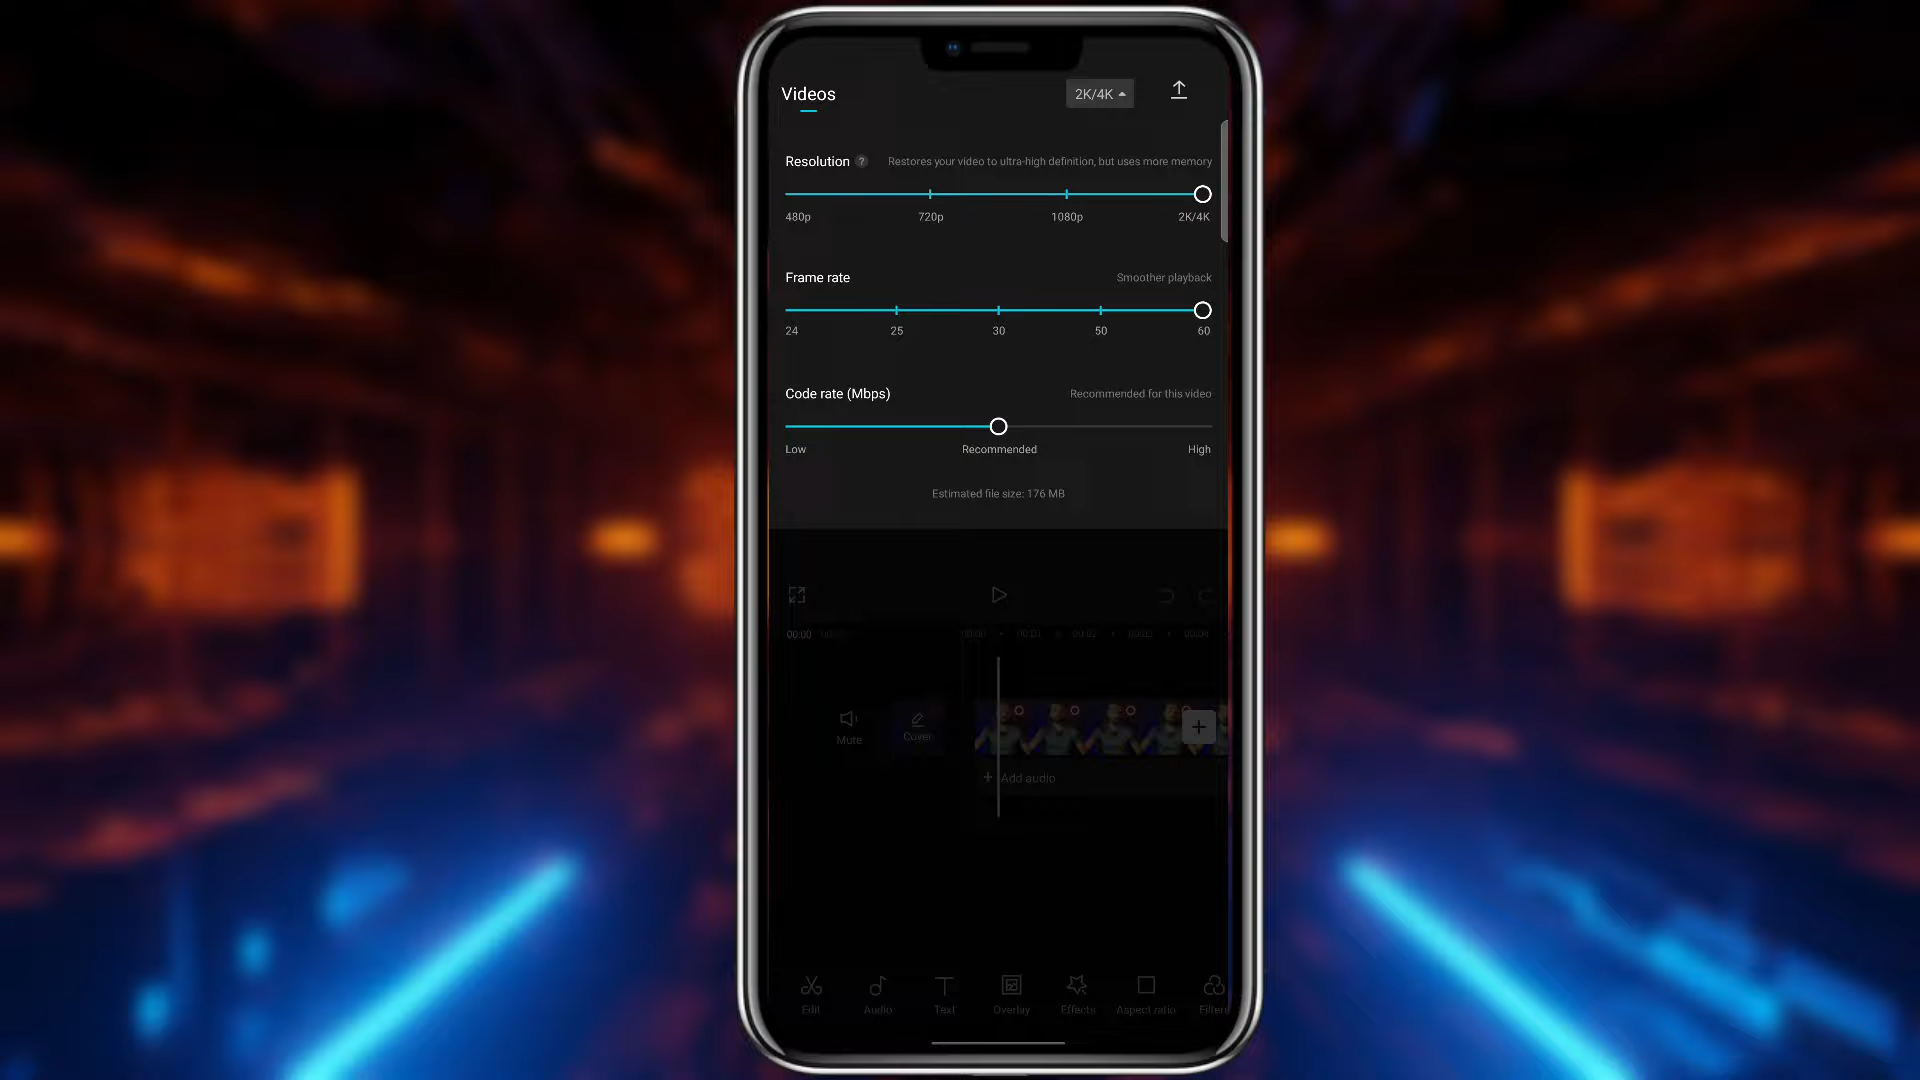 Videos
2K/4K
Resolution ? Restores your video to ultra-high definition, but uses more memory
480p 720p 1080p 2K/4K
Frame rate Smoother playback
24 25 30 50 60
Code rate (Mbps) Recommended for this video
Low Recommended High
Estimated file size: 176 MB
00:00
Mute
Cover
+ Add audio
Edit Audio Text Overlay Effects Aspect ratio Filters